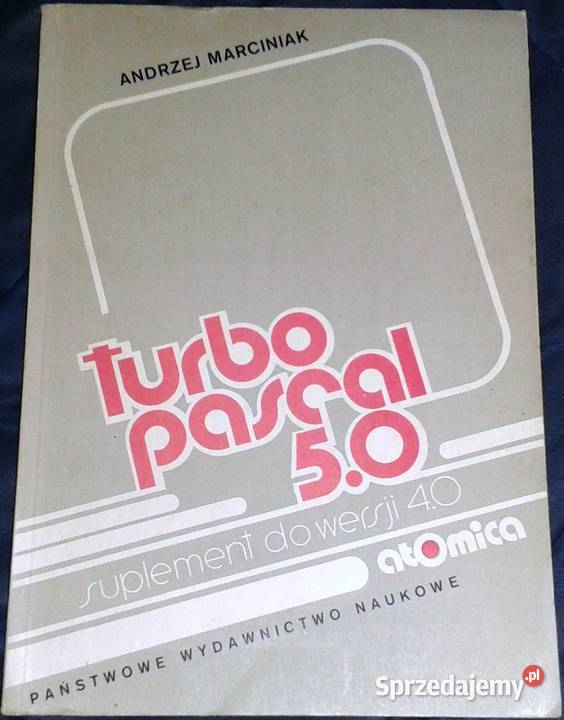 ANDRZEJ MARCINIAK
turbo
pascal
5.0
suplement do wersji 4.0
atomica
PAŃSTWOWE WYDAWNICTWO NAUKOWE
Sprzedajemy.pl